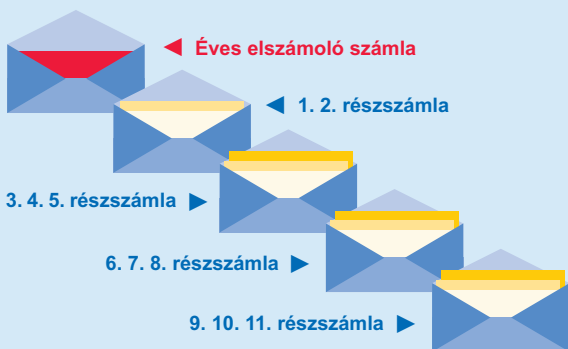 Éves elszámoló számla
1. 2. részszámla
3. 4. 5. részszámla
6. 7. 8. részszámla
9. 10. 11. részszámla